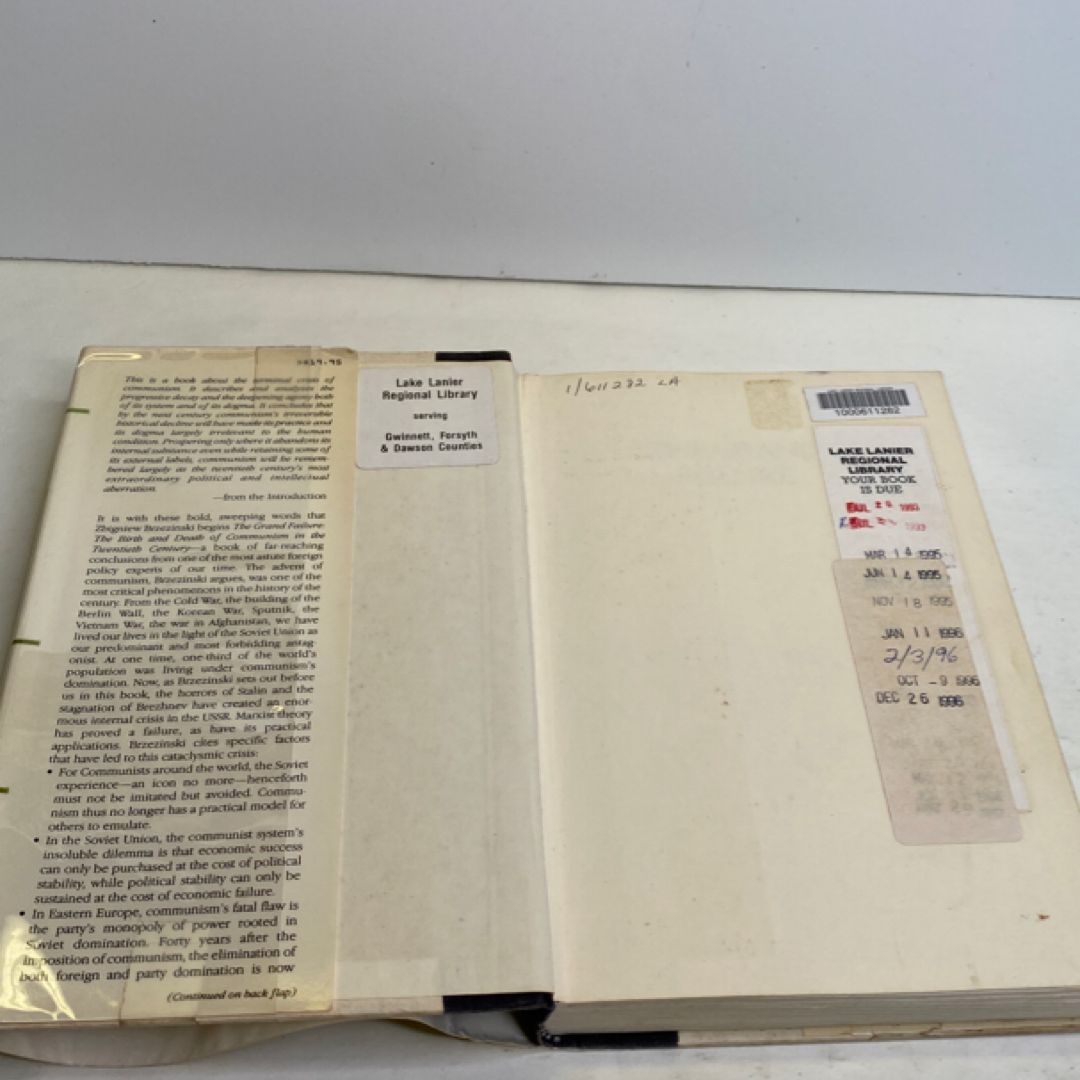 19.95
This is a book about the terminal crisis of
communism. It describes and analyzes the
progressive decay and the deepening agony both
of its system and of its dogma. It concludes that
by the next century communism's irreversible
historical decline will have made its practice and
its dogma largely irrelevant to the human
condition. Prospering only where it abandons its
internal substance even while retaining some of
its external labels, communism will be remem-
bered largely as the twentieth century's most
extraordinary political and intellectual
aberration.
—from the Introduction
It is with these bold, sweeping words that
Zbigniew Brzezinski begins The Grand Failure:
The Birth and Death of Communism in the
Twentieth Century—a book of far-reaching
conclusions from one of the most astute foreign
policy experts of our time. The advent of
communism, Brzezinski argues, was one of the
most critical phenomenons in the history of the
century. From the Cold War, the building of the
Berlin Wall, the Korean War, Sputnik, the
Vietnam War, the war in Afghanistan, we have
lived our lives in the light of the Soviet Union as
our predominant and most forbidding antag-
onist. At one time, one-third of the world's
population was living under communism's
domination. Now, as Brzezinski sets out before
us in this book, the horrors of Stalin and the
stagnation of Brezhnev have created an enor-
mous internal crisis in the USSR. Marxist theory
has proved a failure, as have its practical
applications. Brzezinski cites specific factors
that have led to this cataclysmic crisis:
• For Communists around the world, the Soviet
experience—an icon no more—henceforth
must not be imitated but avoided. Commu-
nism thus no longer has a practical model for
others to emulate.
• In the Soviet Union, the communist system's
insoluble dilemma is that economic success
can only be purchased at the cost of political
stability, while political stability can only be
sustained at the cost of economic failure.
• In Eastern Europe, communism's fatal flaw is
the party's monopoly of power rooted in
Soviet domination. Forty years after the
imposition of communism, the elimination of
both foreign and party domination is now
(Continued on back flap)
Lake Lanier
Regional Library
serving
Gwinnett, Forsyth
& Dawson Counties
1/611282 LA
1000611282
LAKE LANIER
REGIONAL
LIBRARY
YOUR BOOK
IS DUE
MAR 14 1995
JUN 14 1995
NOV 18 1995
JAN 11 1996
2/3/96
OCT -9 1996
DEC 26 1996